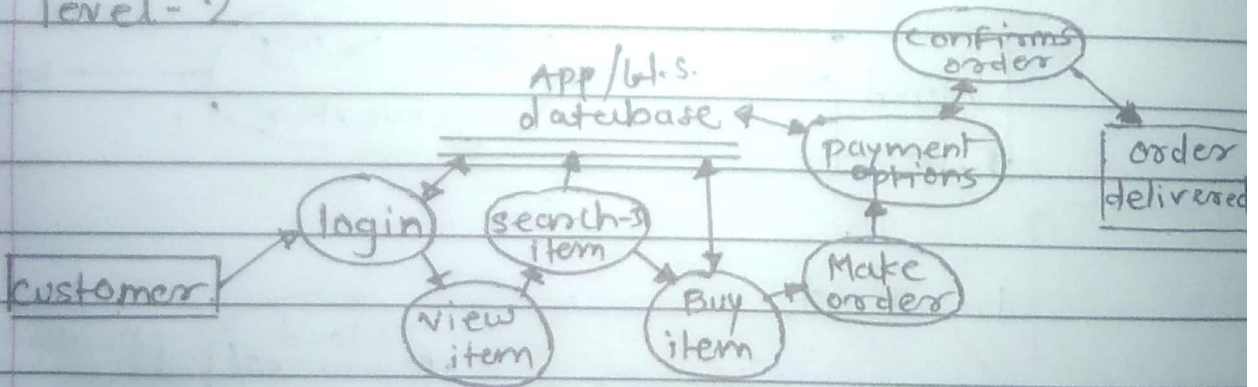 level-2
confirms
order
App/W.S.
database
payment
options
order
delivered
login
search-s
item
Make
order
customer
view
item
Buy
item